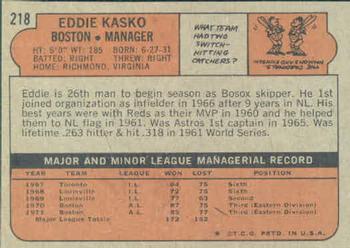 218
EDDIE KASKO
BOSTON • MANAGER
HT: 6'0" WT: 185 BORN: 6-27-31
BATTED: RIGHT THREW: RIGHT
HOME: RICHMOND, VIRGINIA
WHAT TEAM
HAD TWO
SWITCH-
HITTING
CATCHERS?
Eddie is 26th man to begin season as Bosox skipper. He 1st
joined organization as infielder in 1966 after 9 years in NL. His
best years were with Reds as their MVP in 1960 and he helped
them to NL flag in 1961. Was Astros 1st captain in 1965. Was
lifetime .263 hitter & hit .318 in 1961 World Series.
MAJOR AND MINOR LEAGUE MANAGERIAL RECORD
YEAR TEAM LEAGUE WON LOST POSITION
1967 Toronto I.L. 64 75 Sixth
1968 Louisville I.L. 72 75 Sixth
1969 Louisville I.L. 77 63 Second
1970 Boston A.L. 87 75 Third (Eastern Division)
1971 Boston A.L. 85 77 Third (Eastern Division)
Major League Totals 172 152
© T.C.G. PRTD. IN U.S.A.